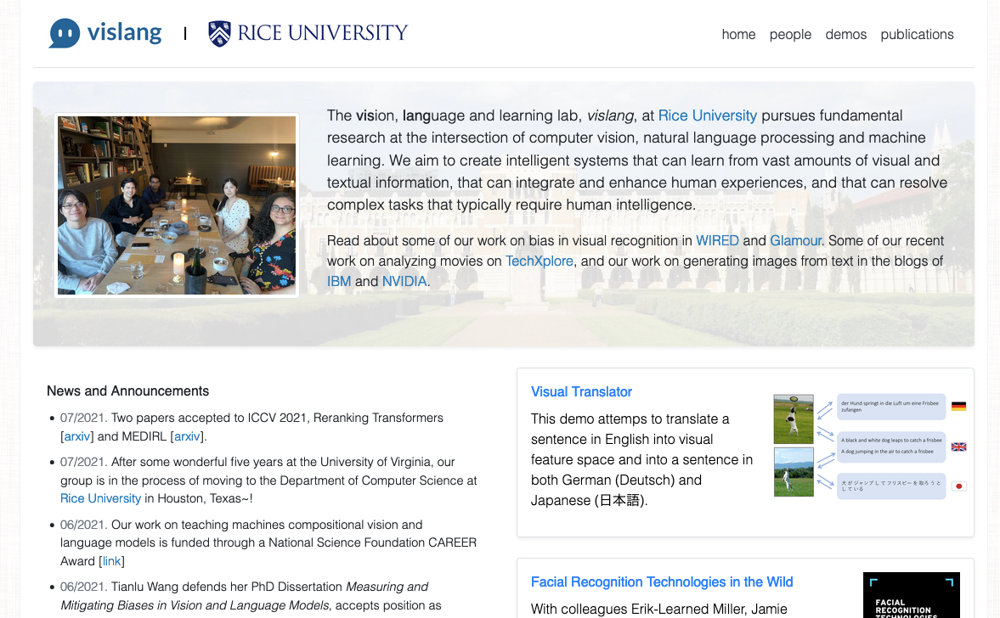 vislang | RICE UNIVERSITY
home people demos publications
The vision, language and learning lab, vislang, at Rice University pursues fundamental
research at the intersection of computer vision, natural language processing and machine
learning. We aim to create intelligent systems that can learn from vast amounts of visual and
textual information, that can integrate and enhance human experiences, and that can resolve
complex tasks that typically require human intelligence.
Read about some of our work on bias in visual recognition in WIRED and Glamour. Some of our recent
work on analyzing movies on TechXplore, and our work on generating images from text in the blogs of
IBM and NVIDIA.
News and Announcements
• 07/2021. Two papers accepted to ICCV 2021, Reranking Transformers
[arxiv] and MEDIRL [arxiv].
• 07/2021. After some wonderful five years at the University of Virginia, our
group is in the process of moving to the Department of Computer Science at
Rice University in Houston, Texas~!
• 06/2021. Our work on teaching machines compositional vision and
language models is funded through a National Science Foundation CAREER
Award [link]
• 06/2021. Tianlu Wang defends her PhD Dissertation Measuring and
Mitigating Biases in Vision and Language Models, accepts position as
Visual Translator
This demo attemps to translate a
sentence in English into visual
feature space and into a sentence in
both German (Deutsch) and
Japanese (日本語).
der Hund springt in die Luft um eine Frisbee
zufangen
A black and white dog leaps to catch a frisbee
A dog jumping in the air to catch a frisbee
犬 が ジャンプ し て フリスビー を 取ろ う と
し て いる
Facial Recognition Technologies in the Wild
With colleagues Erik-Learned Miller, Jamie
FACIAL
RECOGNITION
TECHNOLOGIES